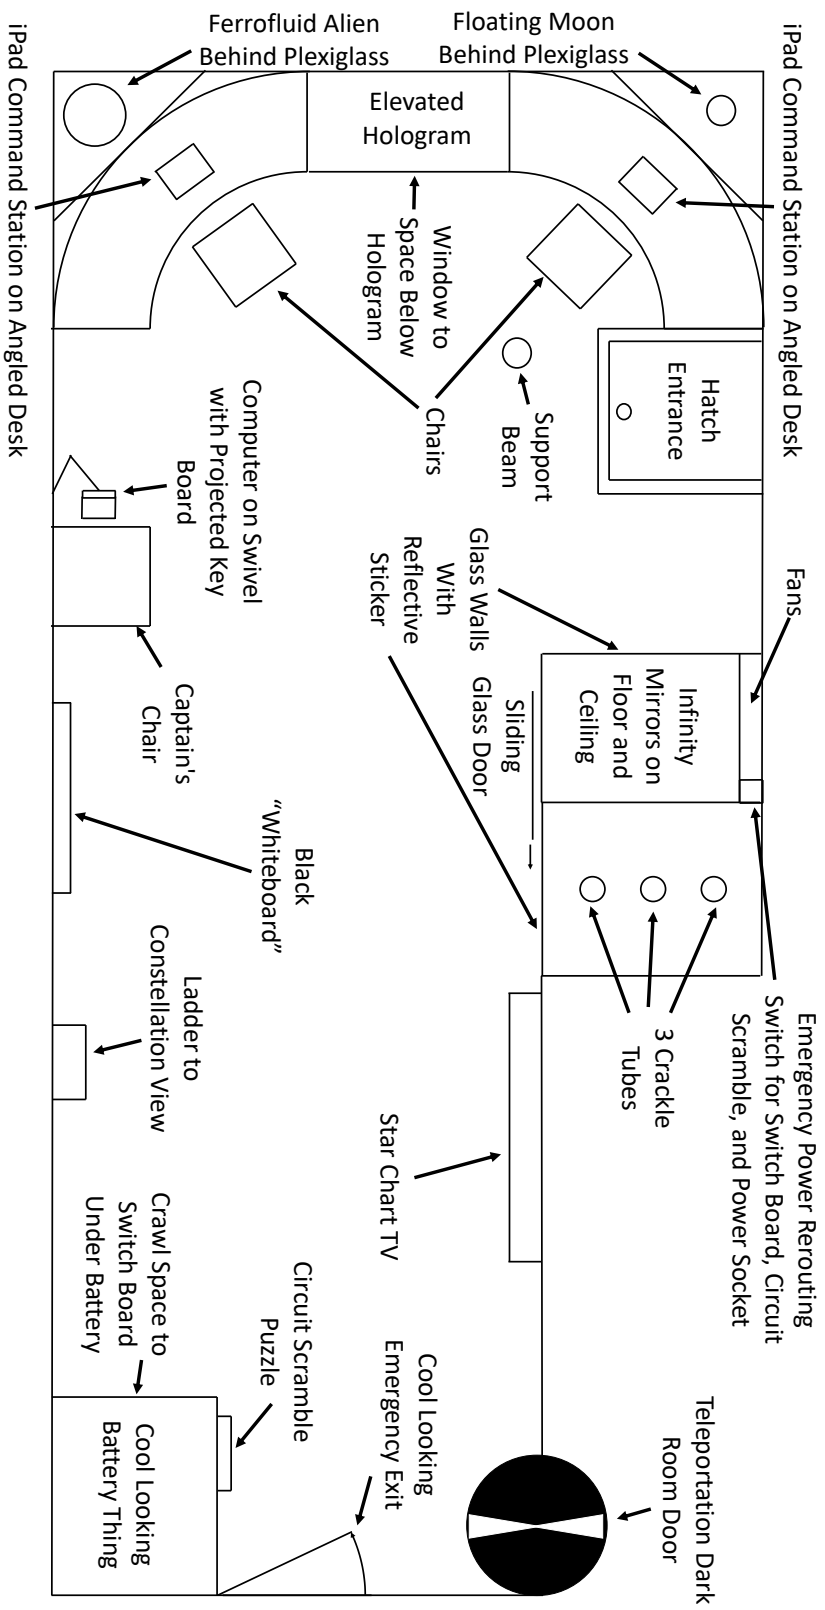 Ferrofluid Alien
Behind Plexiglass
Floating Moon
Behind Plexiglass
iPad Command Station on Angled Desk
iPad Command Station on Angled Desk
Elevated
Hologram
Window to
Space Below
Hologram
Chairs
Support
Beam
Hatch
Entrance
Computer on Swivel
with Projected Key
Board
Captain's
Chair
Glass Walls
With
Reflective
Sticker
Fans
Infinity
Mirrors on
Floor and
Ceiling
Sliding
Glass Door
Black
“Whiteboard”
Emergency Power Rerouting
Switch for Switch Board, Circuit
Scramble, and Power Socket
3 Crackle
Tubes
Ladder to
Constellation View
Star Chart TV
Crawl Space to
Switch Board
Under Battery
Circuit Scramble
Puzzle
Cool Looking
Emergency Exit
Teleportation Dark
Room Door
Cool Looking
Battery Thing